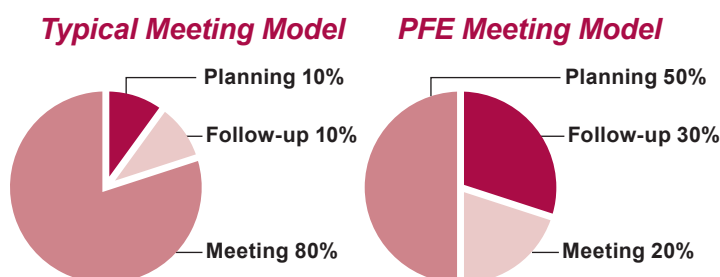 Typical Meeting Model
Planning 10%
Follow-up 10%
Meeting 80%
PFE Meeting Model
Planning 50%
Follow-up 30%
Meeting 20%